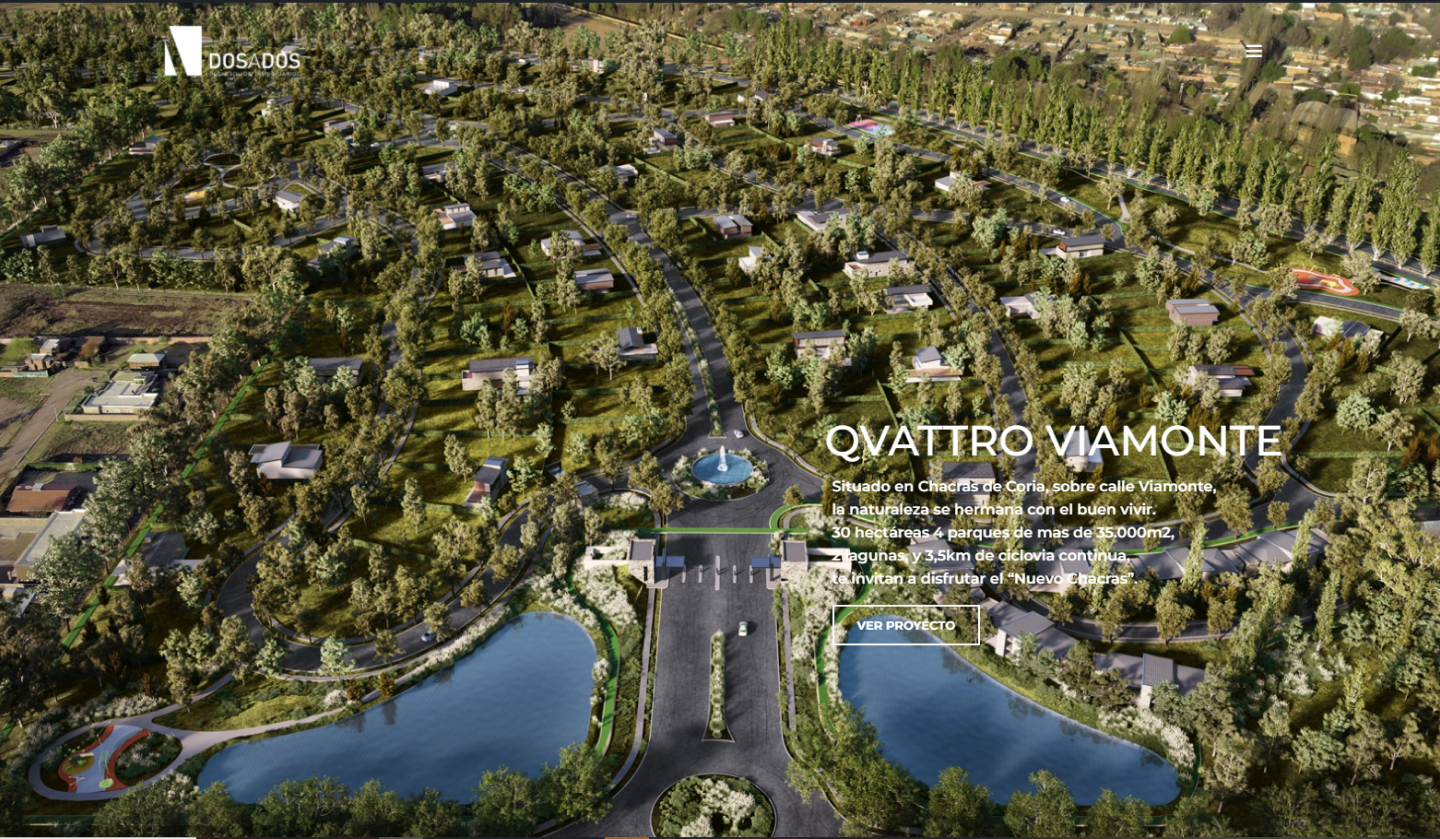 DOSADOS
DESARROLLOS INMOBILIARIOS
QVATTRO VIAMONTE
Situado en Chacras de Coria, sobre calle Viamonte,
la naturaleza se hermana con el buen vivir.
30 hectáreas 4 parques de mas de 35.000m2,
2 lagunas, y 3,5km de ciclovia continua,
te invitan a disfrutar el “Nuevo Chacras”.
VER PROYECTO